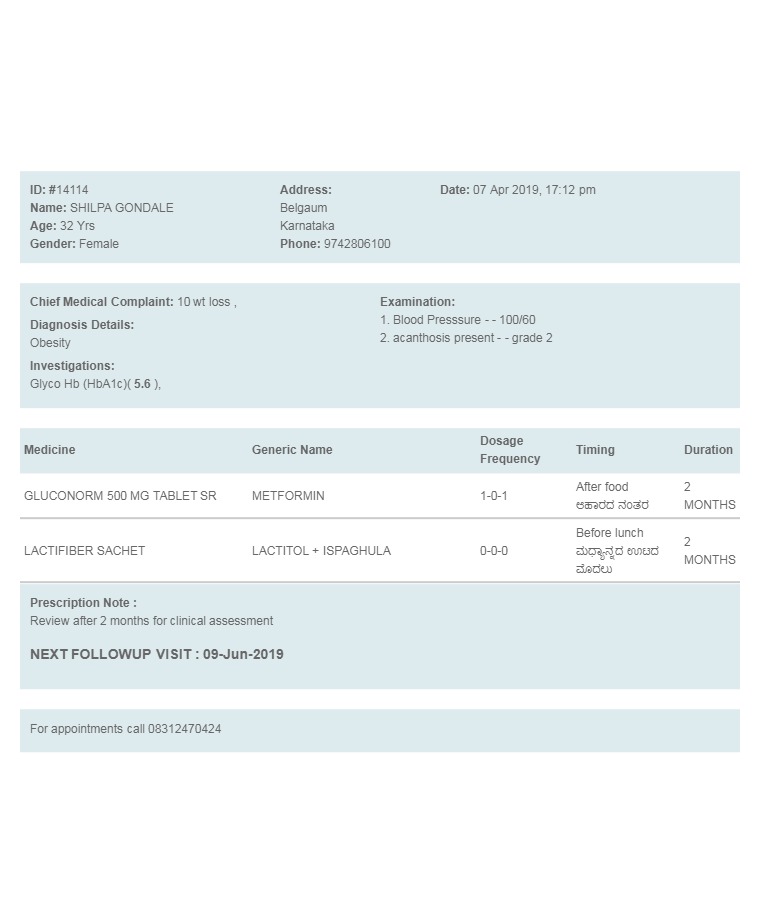 ID: #14114
Name: SHILPA GONDALE
Age: 32 Yrs
Gender: Female
Address:
Belgaum
Karnataka
Phone: 9742806100
Date: 07 Apr 2019, 17:12 pm
Chief Medical Complaint: 10 wt loss ,
Diagnosis Details:
Obesity
Investigations:
Glyco Hb (HbA1c)( 5.6 ),
Examination:
1. Blood Presssure - - 100/60
2. acanthosis present - - grade 2
Medicine Generic Name Dosage Frequency Timing Duration
GLUCONORM 500 MG TABLET SR METFORMIN 1-0-1 After food ಆಹಾರದ ನಂತರ 2 MONTHS
LACTIFIBER SACHET LACTITOL + ISPAGHULA 0-0-0 Before lunch ಮಧ್ಯಾನ್ನದ ಊಟದ ಮೊದಲು 2 MONTHS
Prescription Note :
Review after 2 months for clinical assessment
NEXT FOLLOWUP VISIT : 09-Jun-2019
For appointments call 08312470424